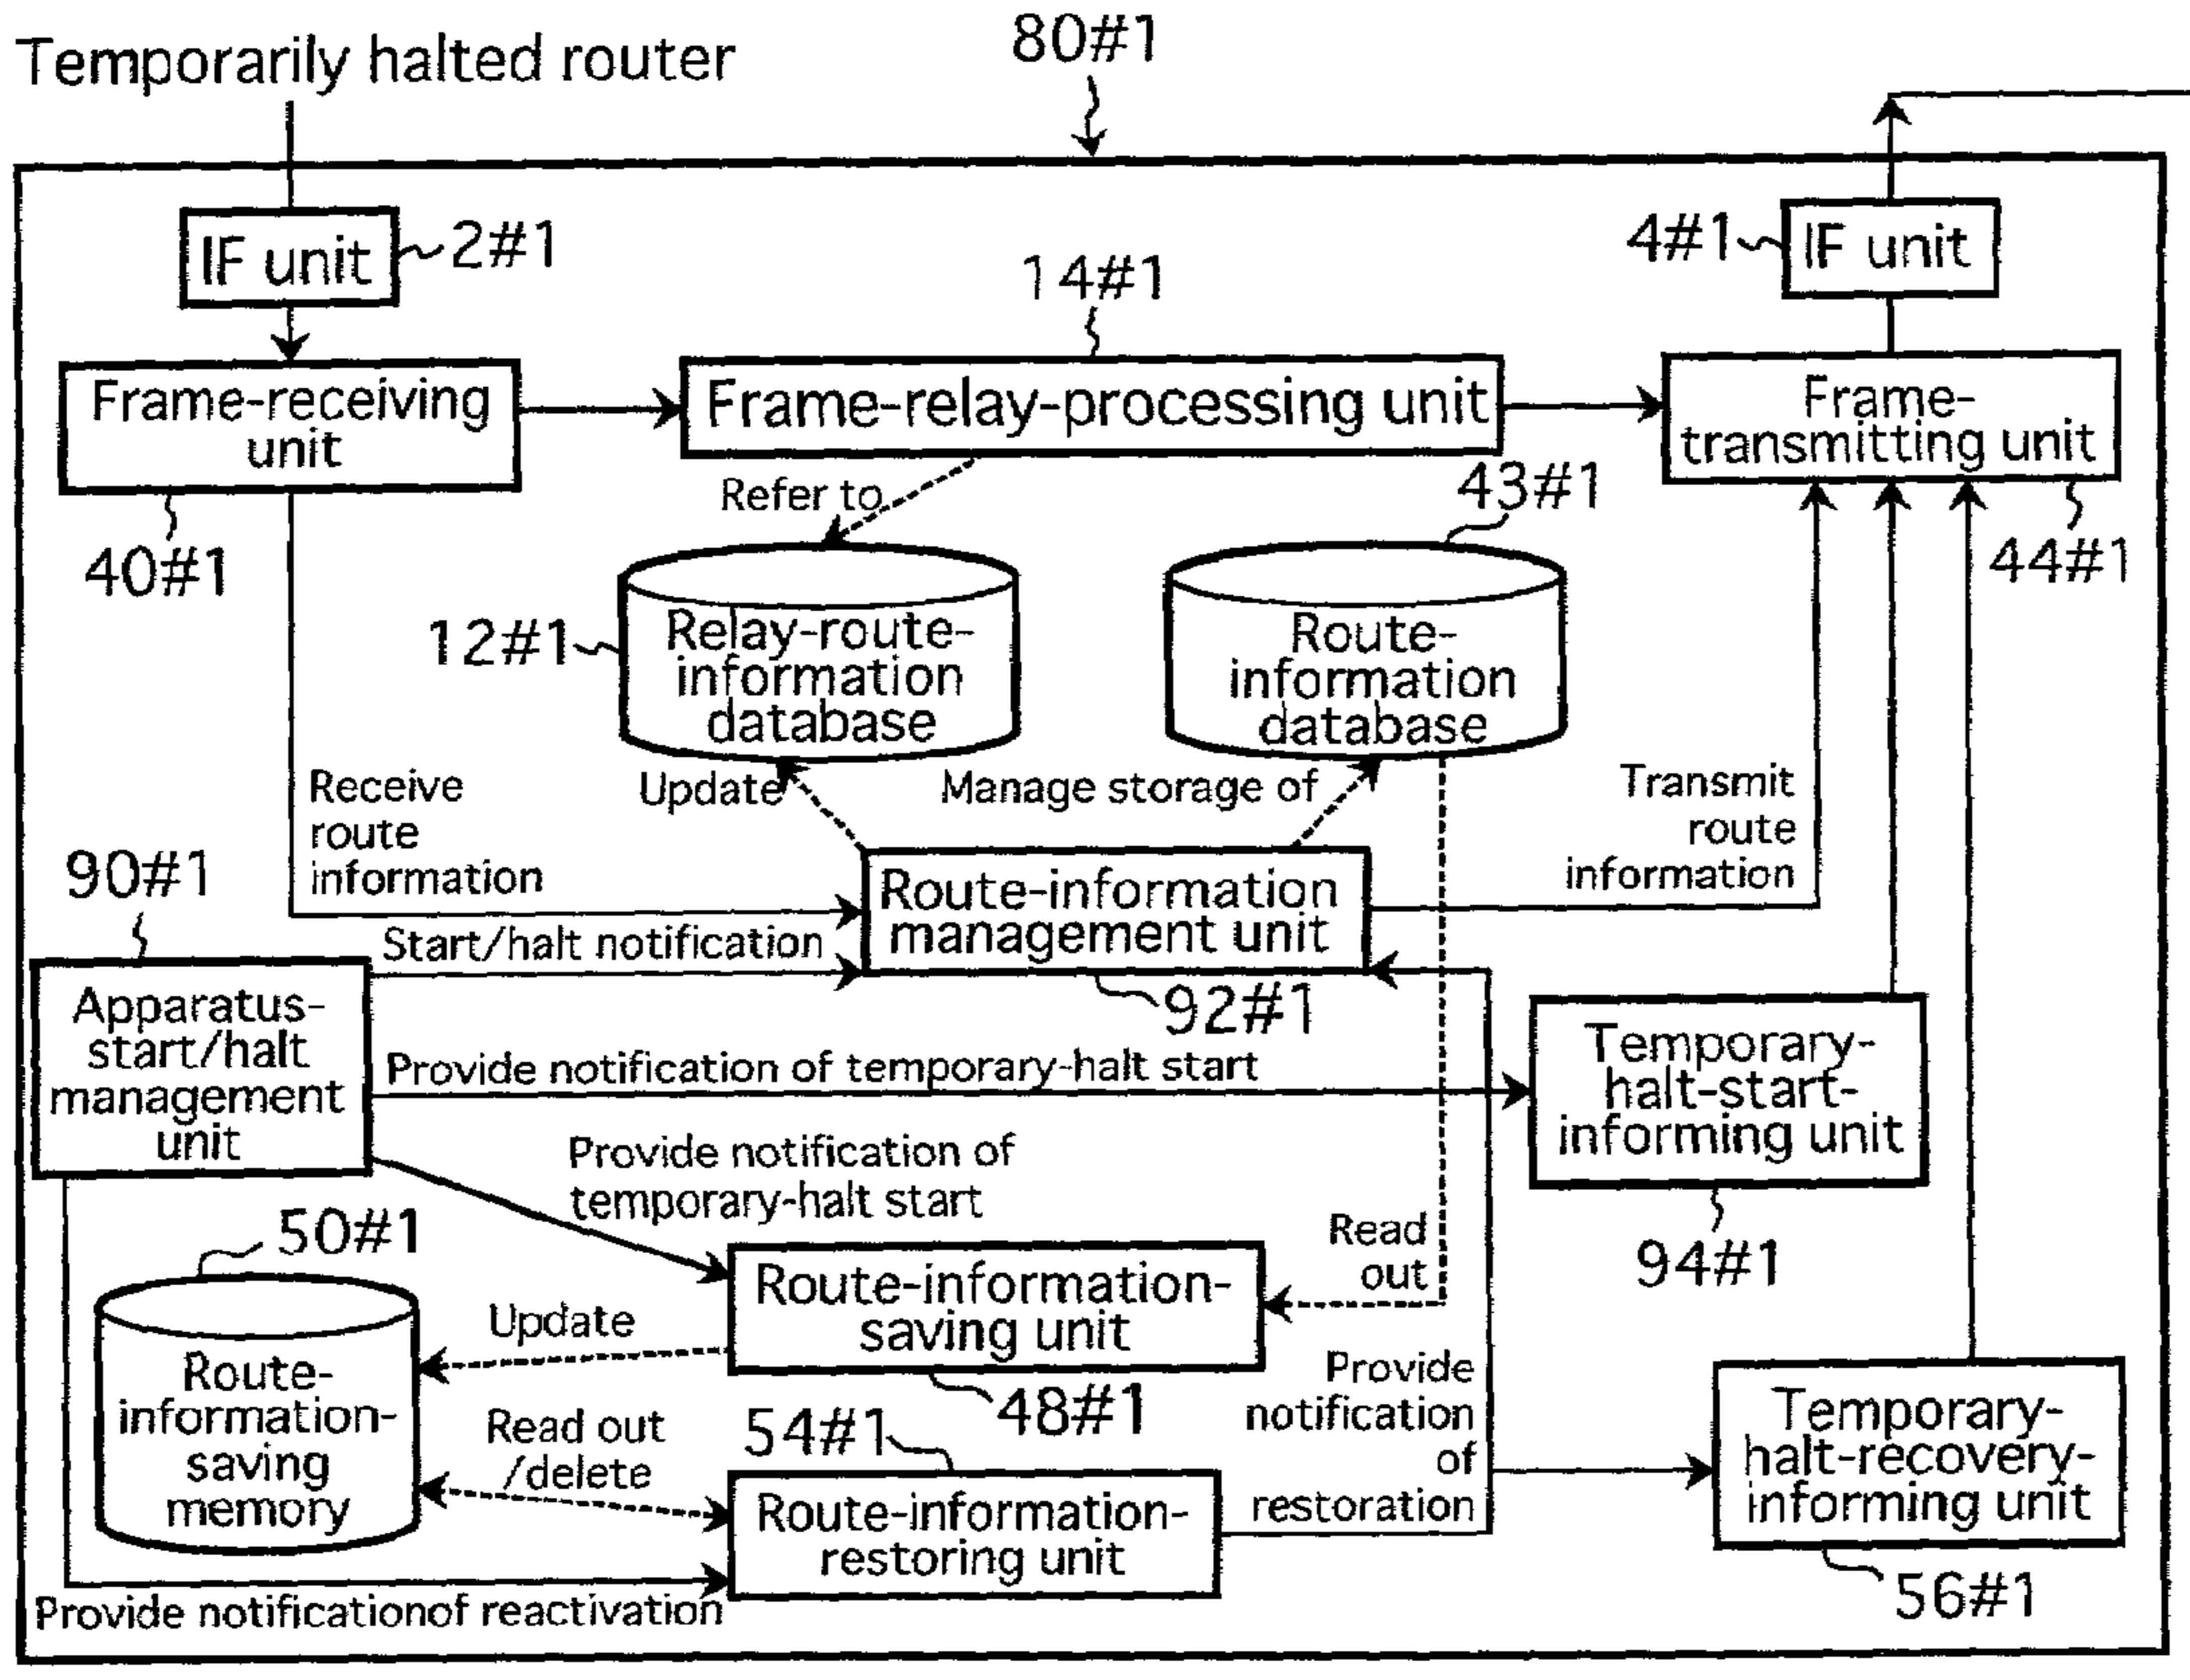 Temporarily halted router
80#1
IF unit
2#1
4#1
IF unit
14#1
Frame-receiving
unit
Frame-relay-processing unit
Frame-
transmitting unit
40#1
Refer to
43#1
44#1
12#1
Relay-route-
information
database
Route-
information
database
Receive
route
information
Update
Manage storage of
Transmit
route
information
90#1
Route-information
management unit
Start/halt notification
92#1
Apparatus-
start/halt
management
unit
Provide notification of temporary-halt start
Temporary-
halt-start-
informing unit
94#1
Provide notification of
temporary-halt start
Read
out
50#1
Route-information-
saving unit
Update
48#1
Route-
information-
saving
memory
Read out
/delete
54#1
Provide
notification
of
restoration
Temporary-
halt-recovery-
informing unit
Route-information-
restoring unit
56#1
Provide notificationof reactivation